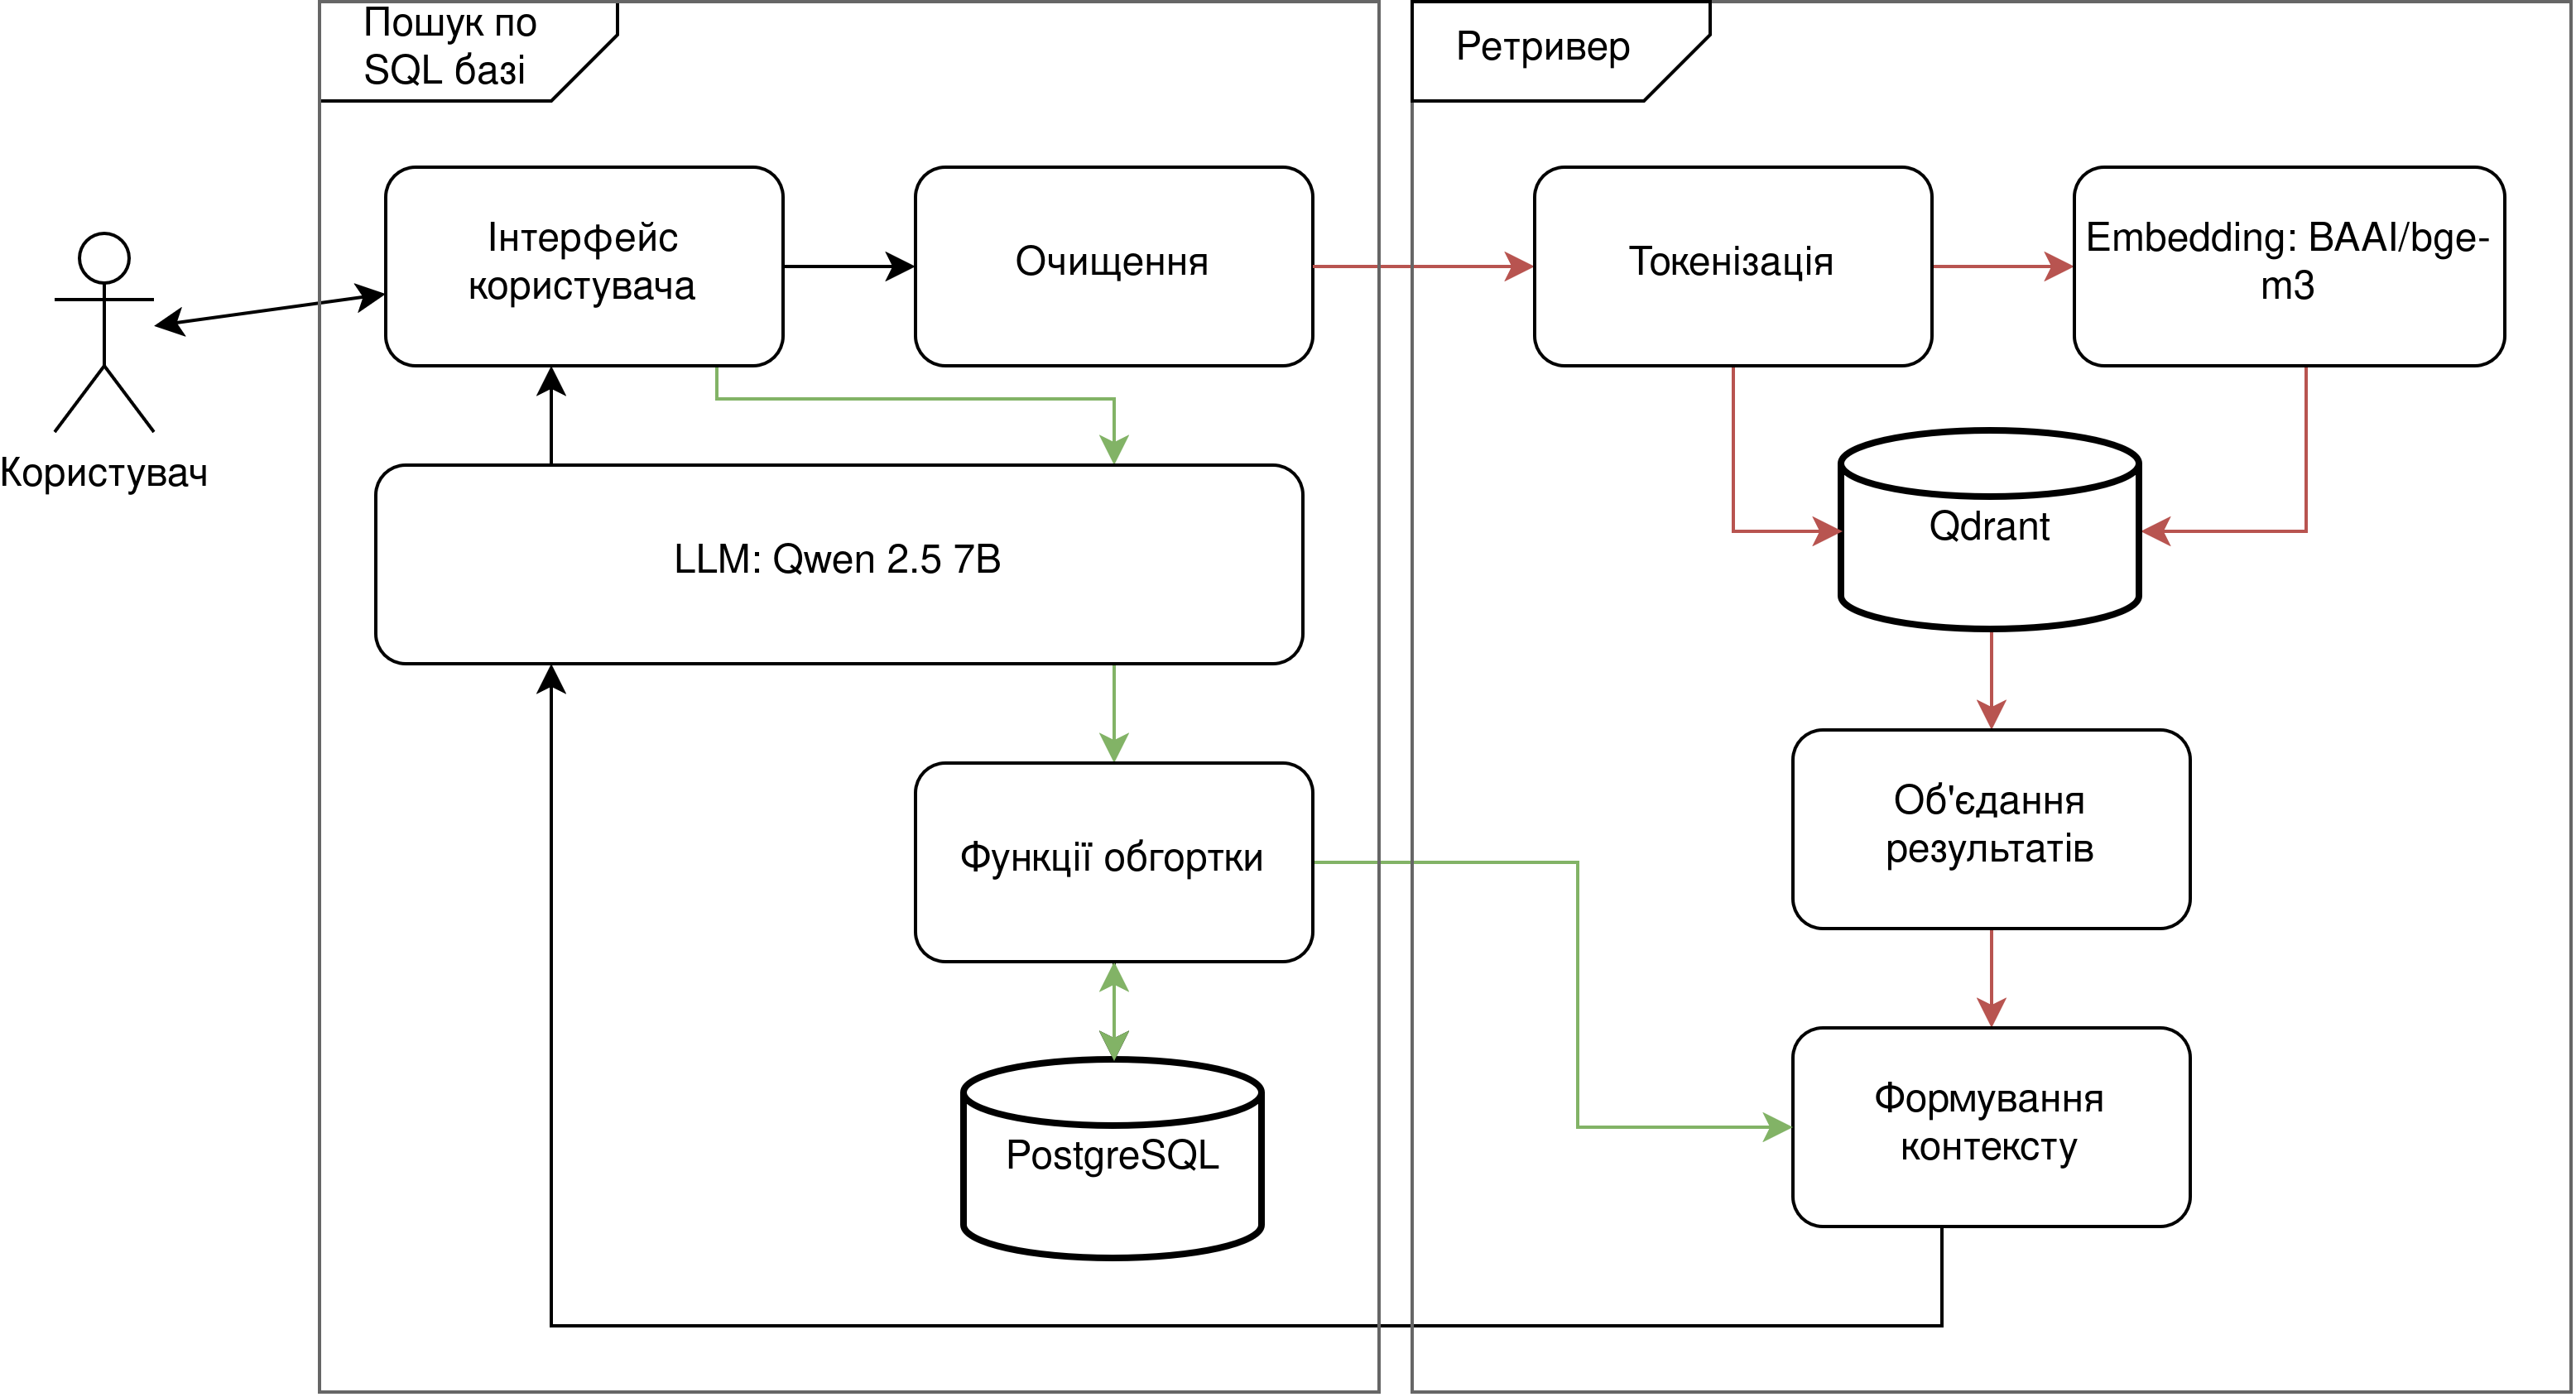 Пошук по
SQL базі
Ретривер
Інтерфейс
користувача
Очищення
Токенізація
Embedding: BAAI/bge-
m3
Користувач
LLM: Qwen 2.5 7B
Qdrant
Об'єдання
результатів
Функції обгортки
Формування
контексту
PostgreSQL